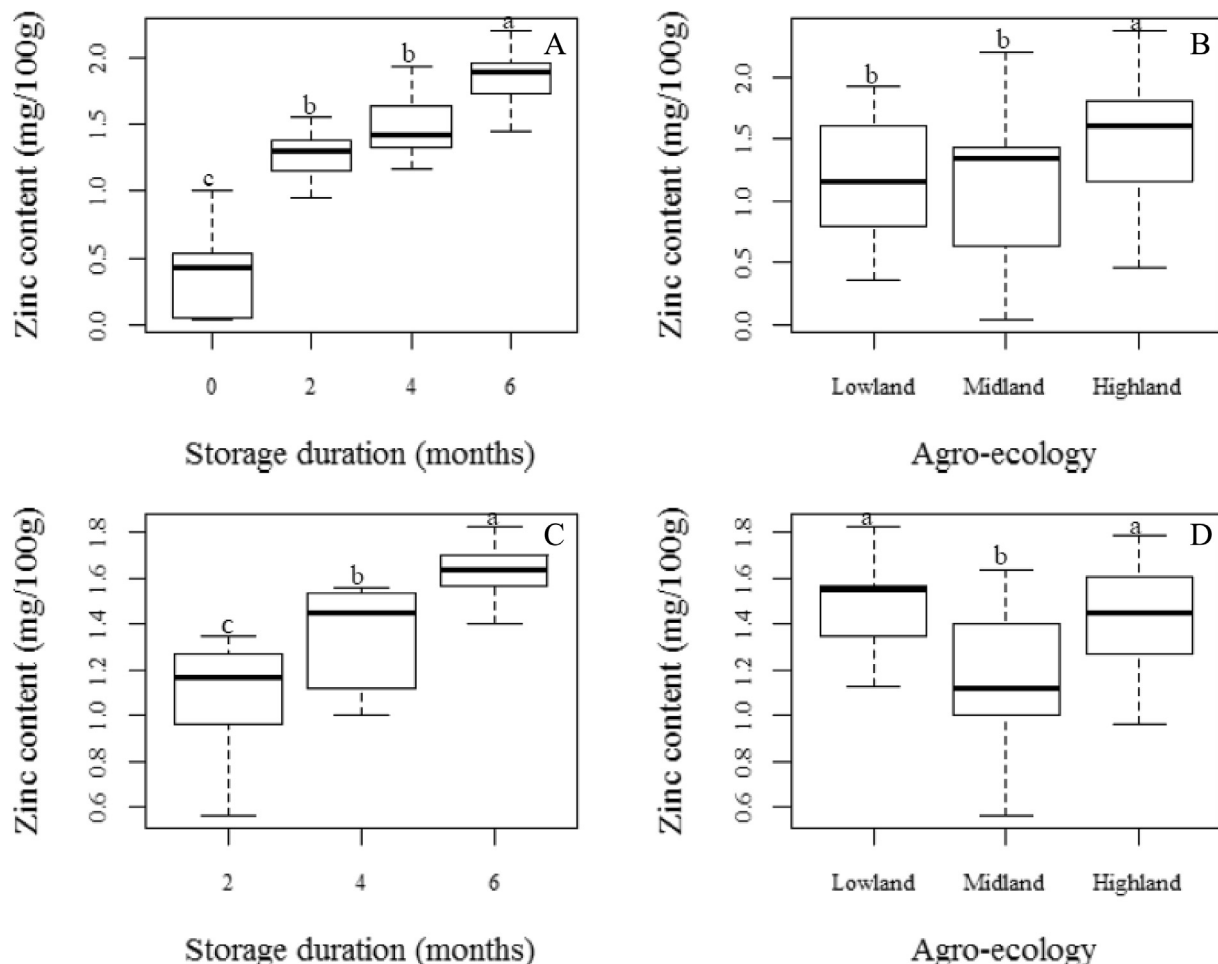 Zinc content (mg/100g)
0.0 0.5 1.0 1.5 2.0
c b b a
A
0 2 4 6
Storage duration (months)
Zinc content (mg/100g)
0.0 0.5 1.0 1.5 2.0
b b a
B
Lowland Midland Highland
Agro-ecology
Zinc content (mg/100g)
0.6 0.8 1.0 1.2 1.4 1.6 1.8
c b a
C
2 4 6
Storage duration (months)
Zinc content (mg/100g)
0.6 0.8 1.0 1.2 1.4 1.6 1.8
a b a
D
Lowland Midland Highland
Agro-ecology